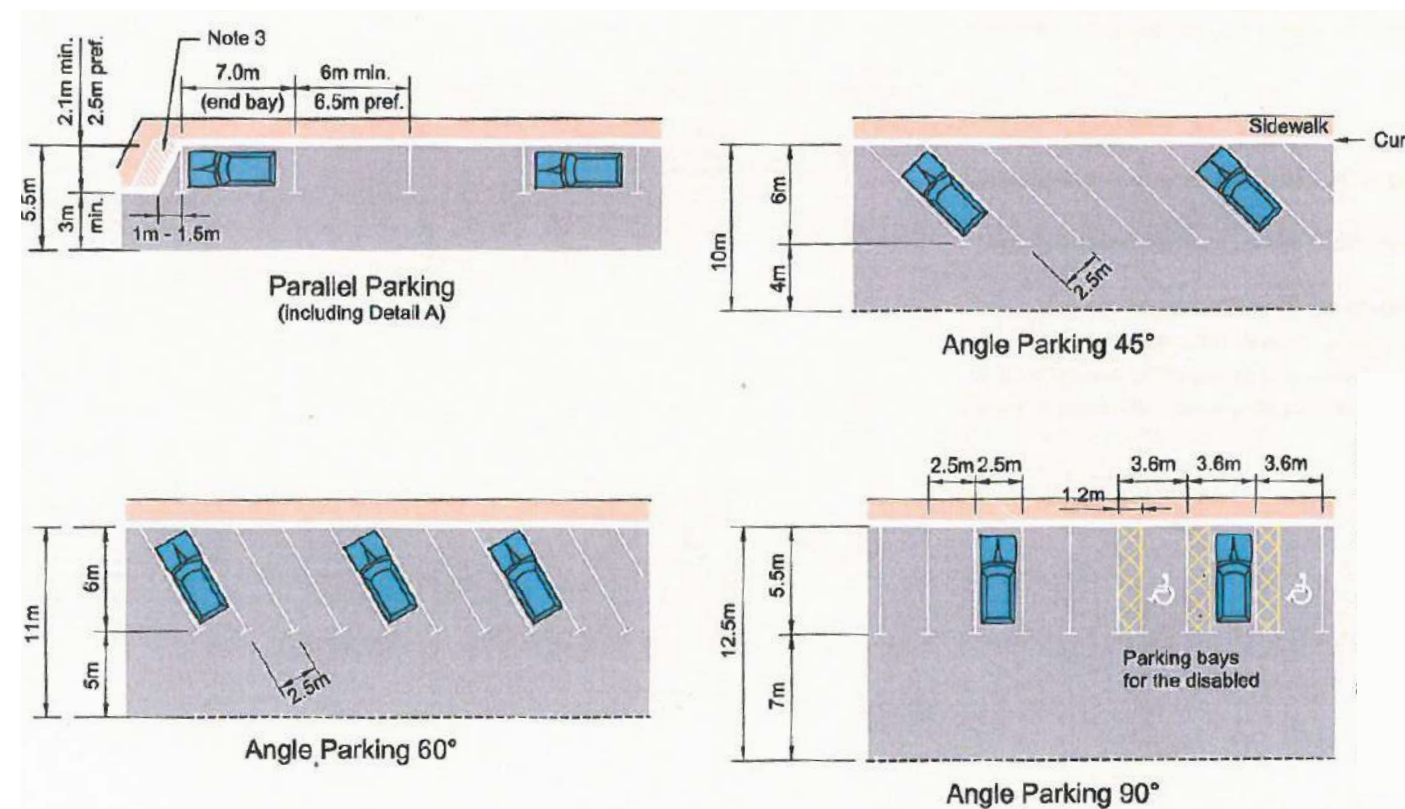 Note 3
2.1m min.
2.5m pref.
7.0m
(end bay)
6m min.
6.5m pref.
5.5m
3m
min.
1m - 1.5m
Parallel Parking
(including Detail A)
Sidewalk
Cur
10m
6m
4m
2.5m
Angle Parking 45°
11m
6m
5m
2.5m
Angle Parking 60°
2.5m 2.5m
3.6m 3.6m 3.6m
1.2m
12.5m
5.5m
7m
Parking bays
for the disabled
Angle Parking 90°